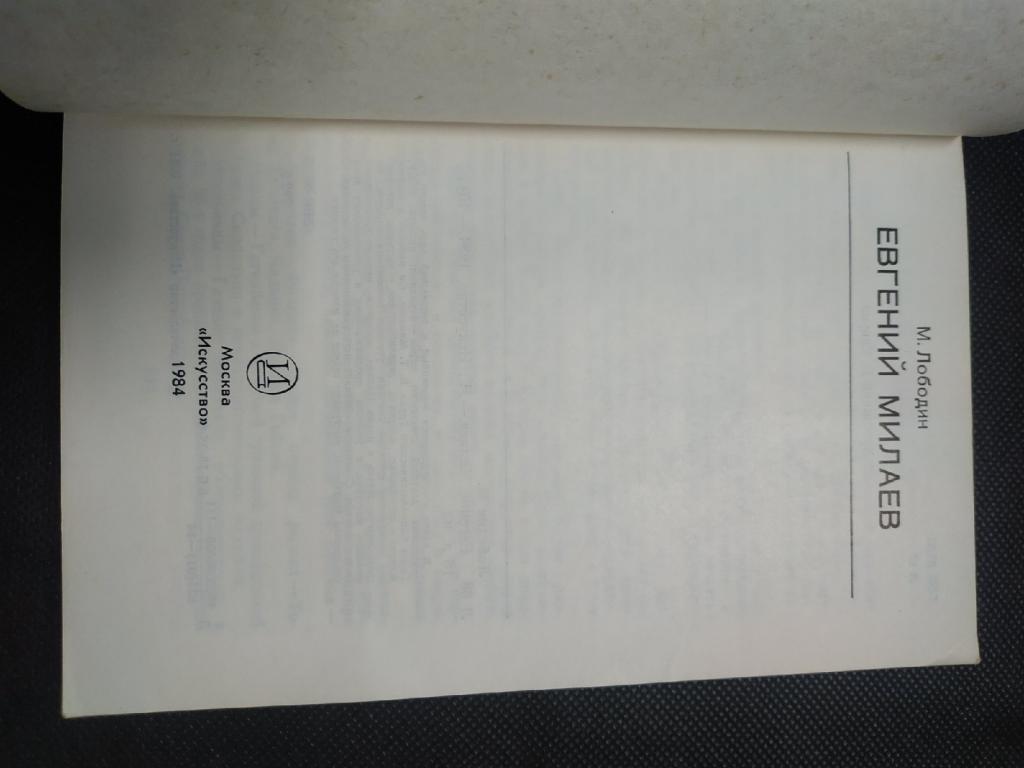 М. Лободин
ЕВГЕНИЙ МИЛАЕВ
И
Москва
«Искусство»
1984